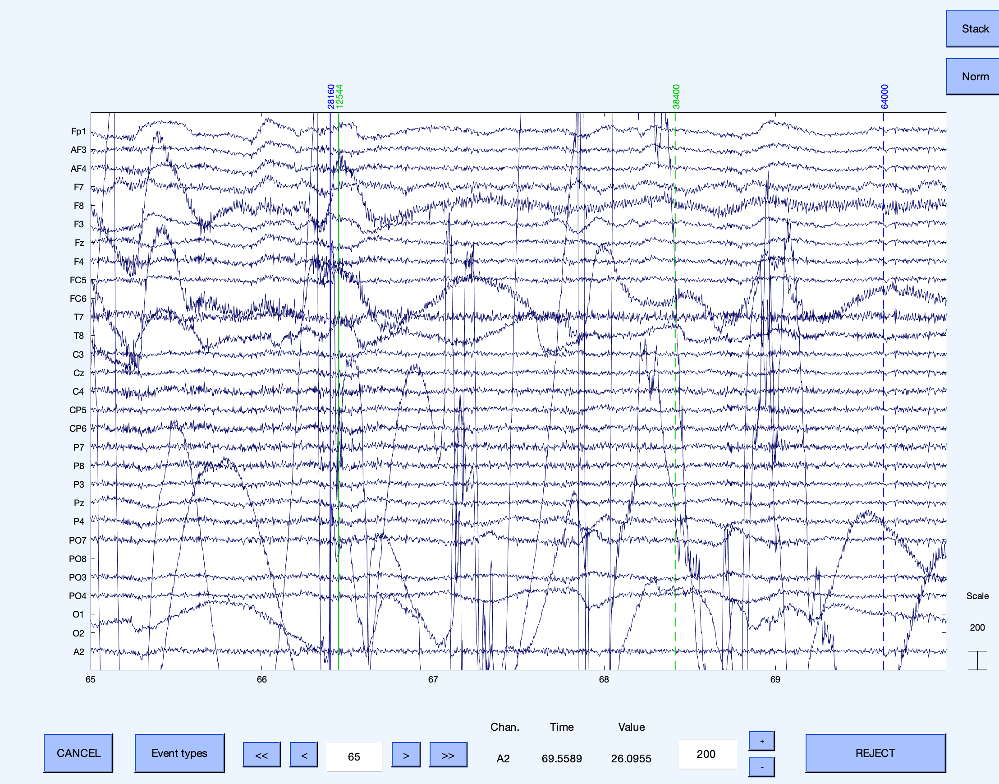 Stack
Norm
28160
12544
38400
64000
Fp1
AF3
AF4
F7
F8
F3
Fz
F4
FC5
FC6
T7
T8
C3
Cz
C4
CP5
CP6
P7
P8
P3
Pz
P4
PO7
PO8
PO3
PO4
O1
O2
A2
65 66 67 68 69
Scale
200
Chan. Time Value
CANCEL Event types << < 65 > >> A2 69.5589 26.0955 200 + - REJECT